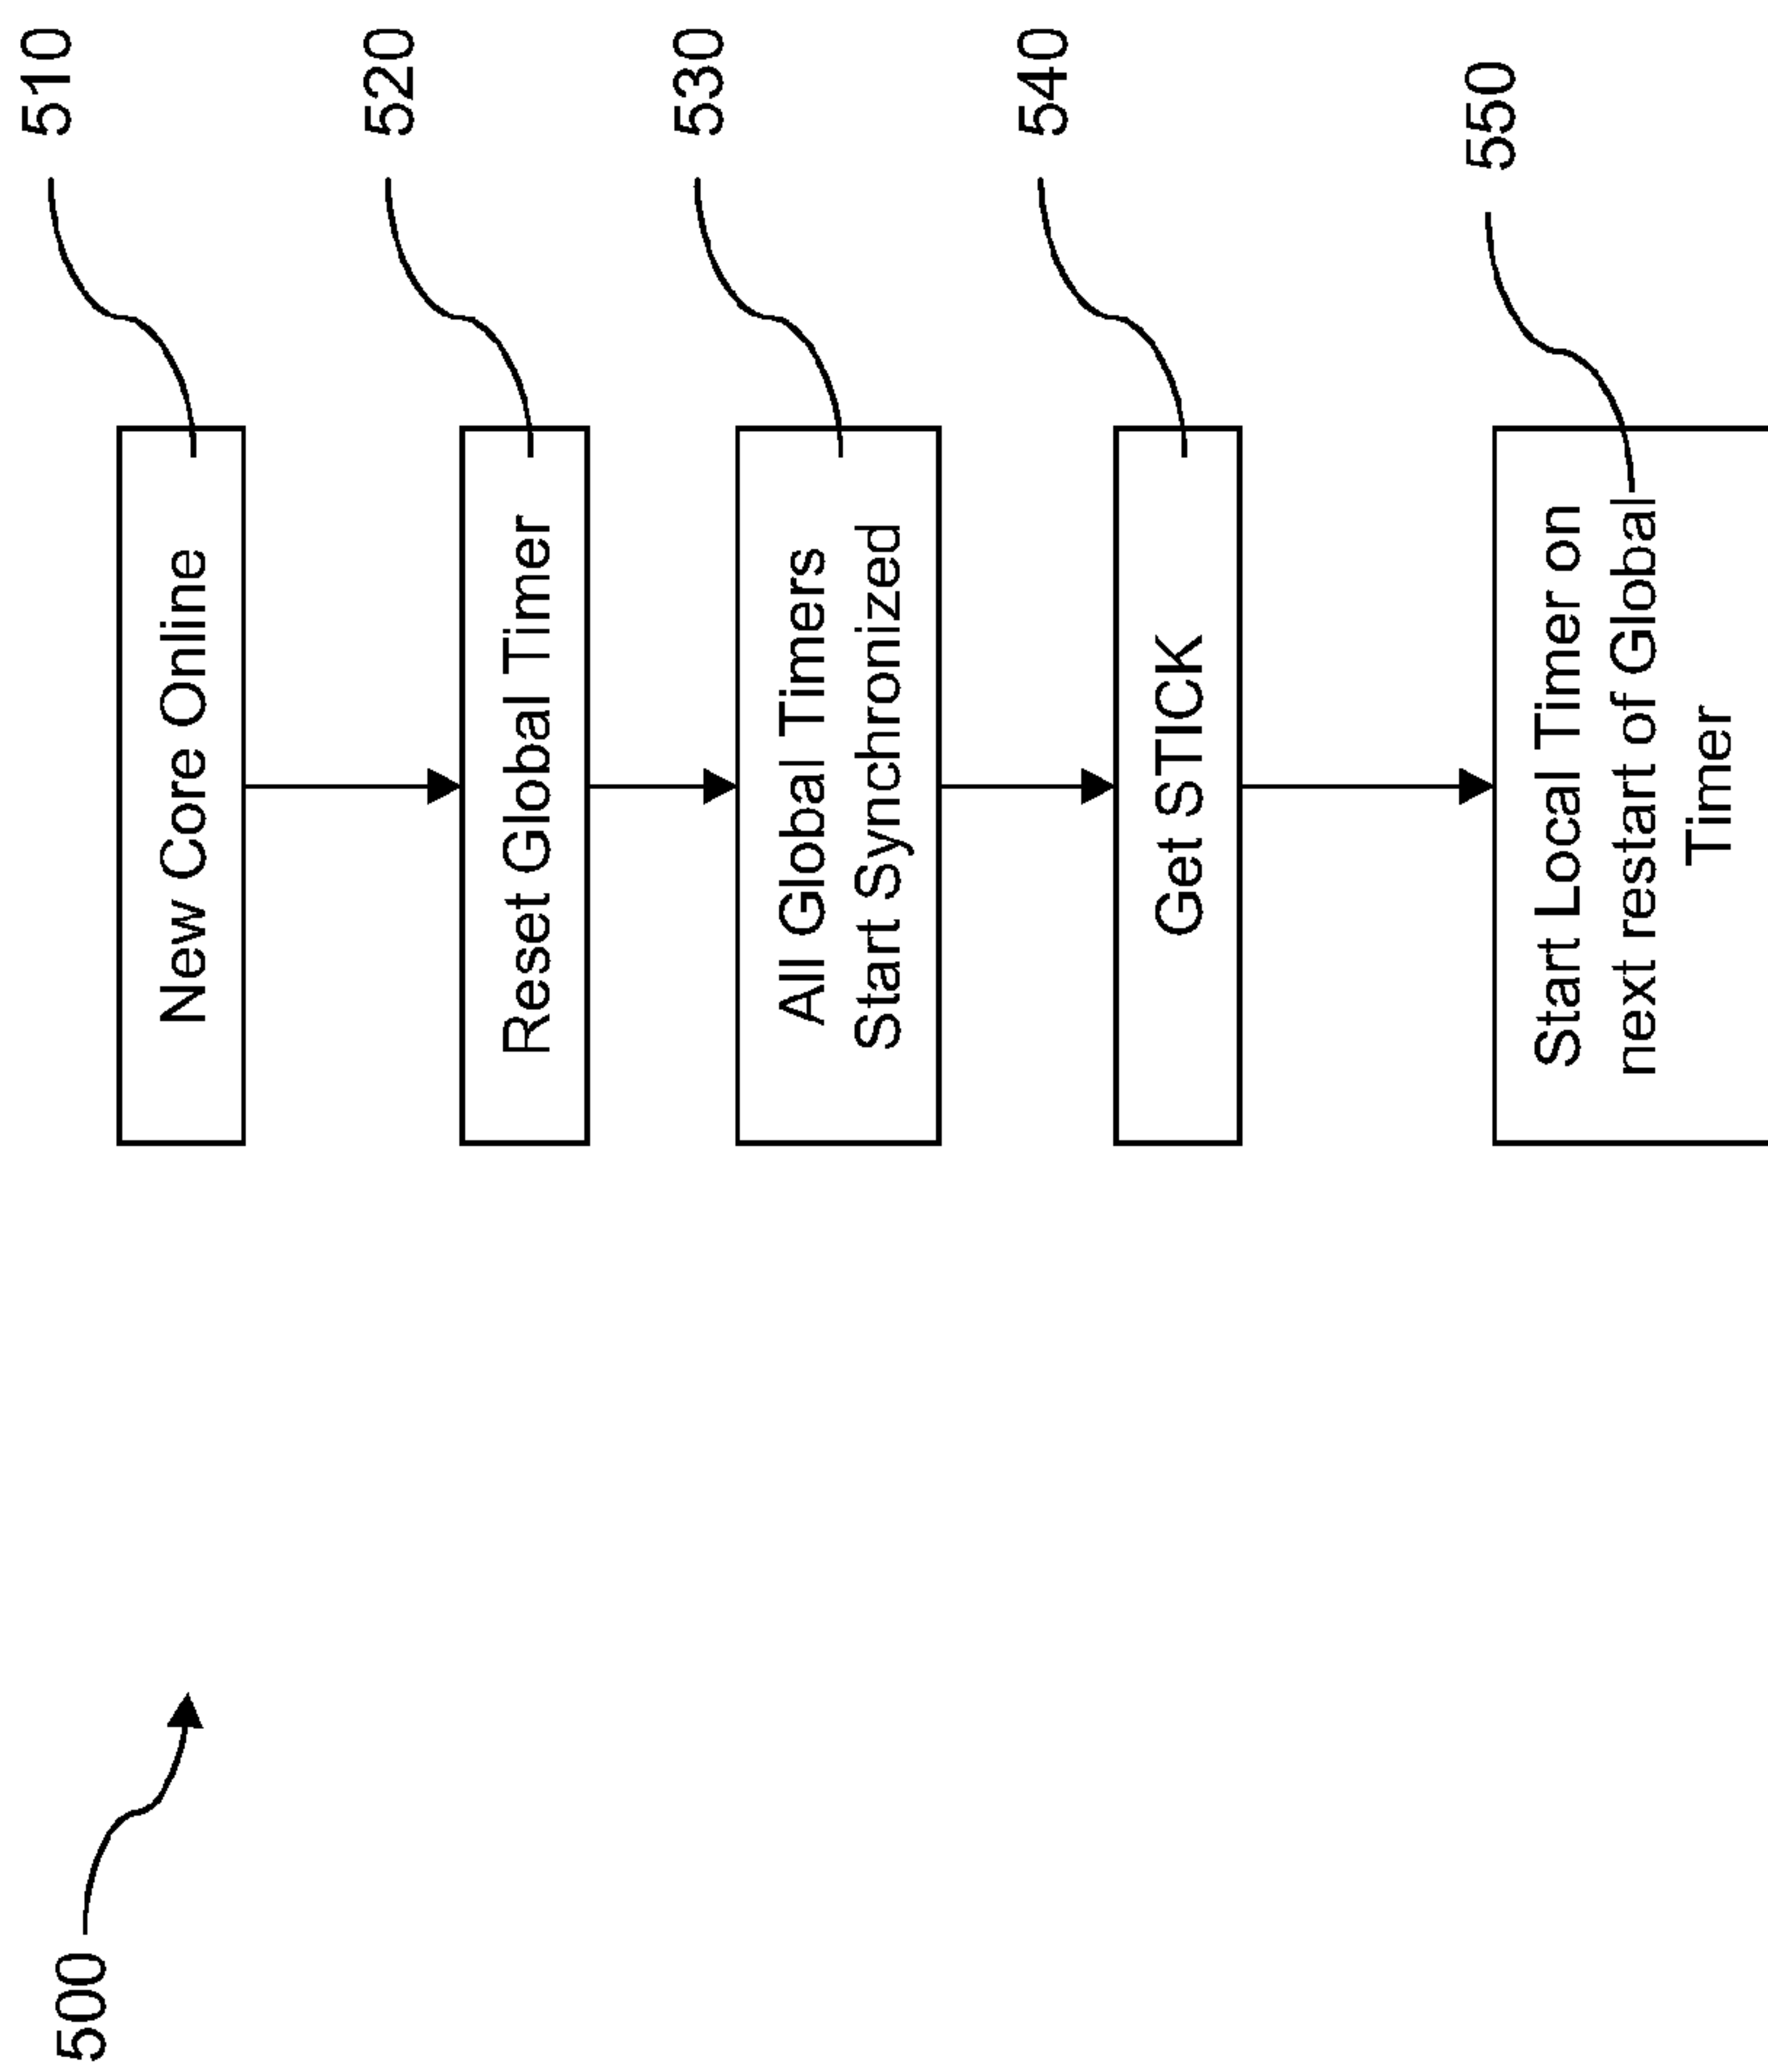 500
New Core Online
510
Reset Global Timer
520
All Global Timers
Start Synchronized
530
Get STICK
540
Start Local Timer on
next restart of Global
Timer
550